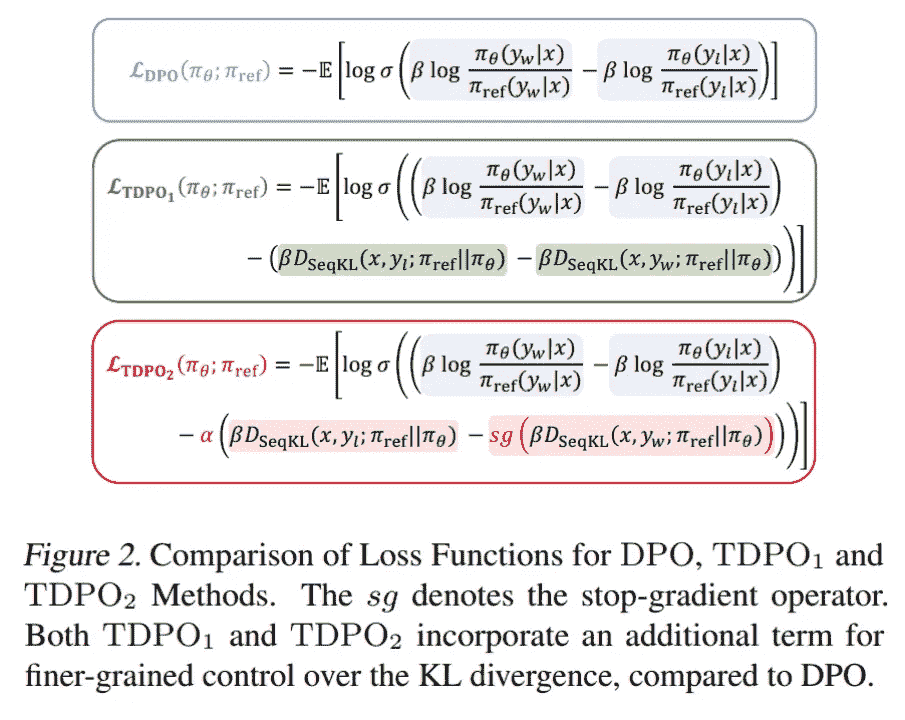 ℒ_DPO(π_θ; π_ref) = −𝔼[log σ(β log π_θ(y_w|x)/π_ref(y_w|x) − β log π_θ(y_l|x)/π_ref(y_l|x))]
ℒ_TDPO₁(π_θ; π_ref) = −𝔼[log σ((β log π_θ(y_w|x)/π_ref(y_w|x) − β log π_θ(y_l|x)/π_ref(y_l|x))
− (βD_SeqKL(x, y_l; π_ref||π_θ) − βD_SeqKL(x, y_w; π_ref||π_θ)))]
ℒ_TDPO₂(π_θ; π_ref) = −𝔼[log σ((β log π_θ(y_w|x)/π_ref(y_w|x) − β log π_θ(y_l|x)/π_ref(y_l|x))
− α(βD_SeqKL(x, y_l; π_ref||π_θ) − sg(βD_SeqKL(x, y_w; π_ref||π_θ))))]
Figure 2. Comparison of Loss Functions for DPO, TDPO₁ and
TDPO₂ Methods. The sg denotes the stop-gradient operator.
Both TDPO₁ and TDPO₂ incorporate an additional term for
finer-grained control over the KL divergence, compared to DPO.